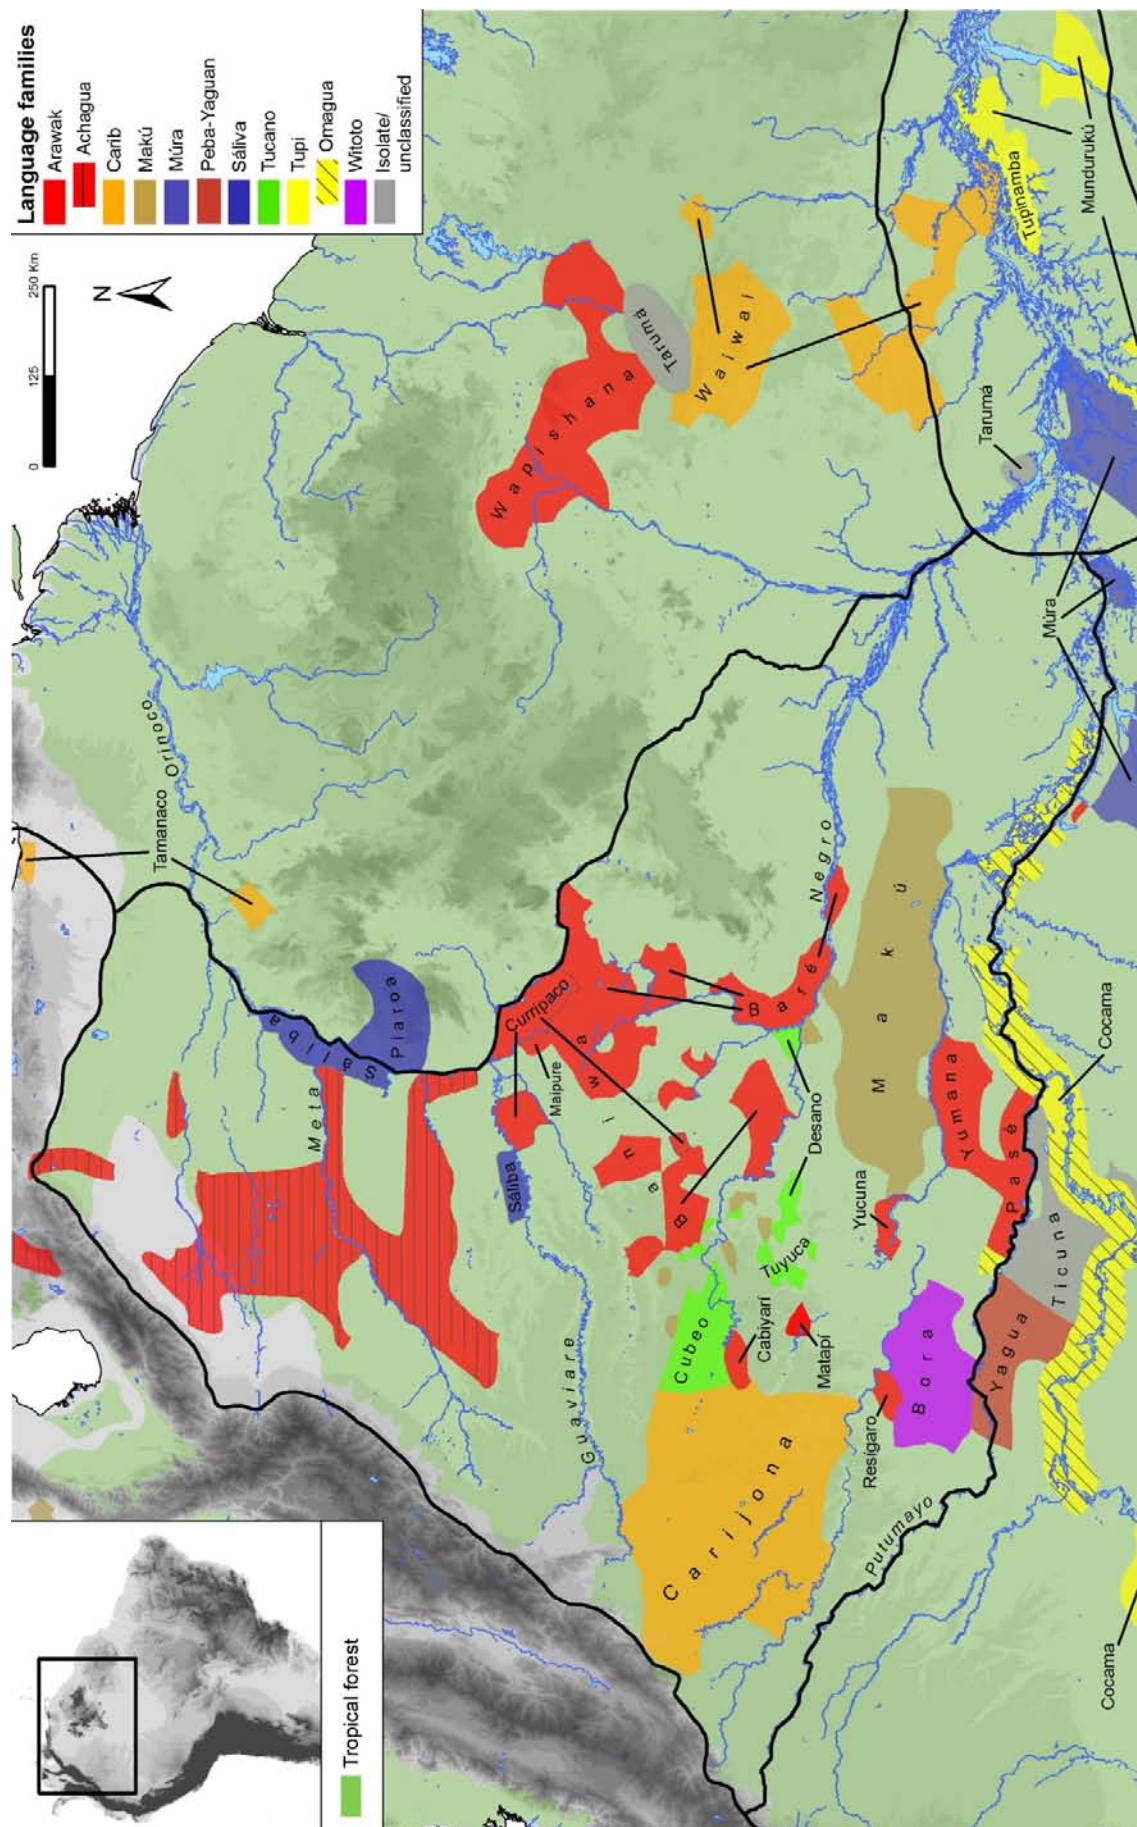 Language families
Arawak
Achagua
Carib
Makú
Múra
Peba-Yaguan
Sáliva
Tucano
Tupi
Omagua
Witoto
Isolate/
unclassified
0 125 250 Km
N
Tropical forest
Tamanaco
Orinoco
Meta
Sáliba
Piaroa
Guaviare
Sáliba
Curripaco
Maipure
Baniwa
Wapishana
Tarumá
Waiwai
Tarumá
Tupinamba
Mundurukú
Múra
Negro
Baré
Desano
Cubeo
Tuyuca
Cabiyarí
Matapí
Carijona
Makú
Yucuna
Yumana
Pasé
Resígaro
Bora
Yagua
Ticuna
Putumayo
Cocama
Cocama